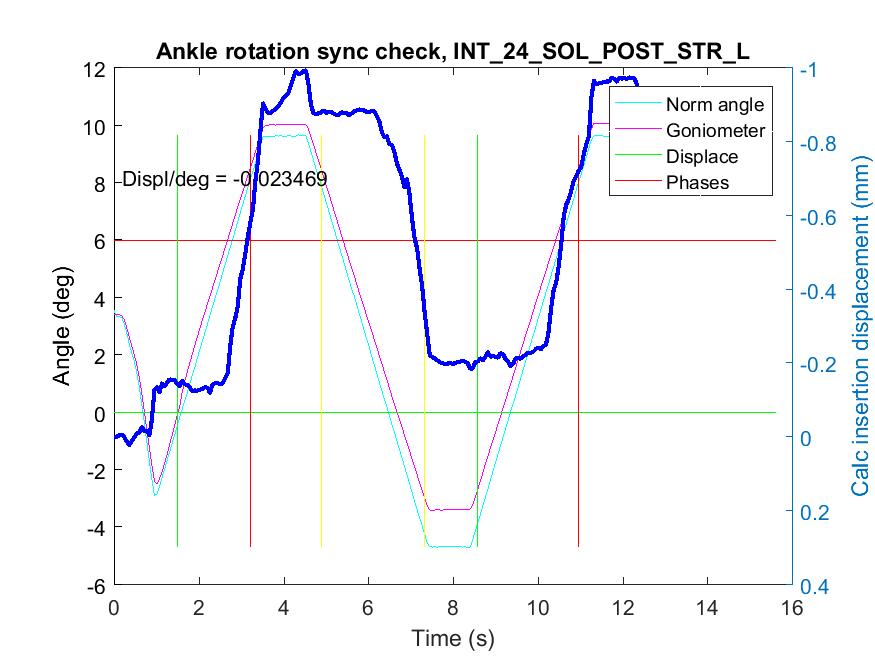 Ankle rotation sync check, INT_24_SOL_POST_STR_L
12
10
8
6
4
2
0
-2
-4
-6
Angle (deg)
Displ/deg = -0.023469
Norm angle
Goniometer
Displace
Phases
-1
-0.8
-0.6
-0.4
-0.2
0
0.2
0.4
Calc insertion displacement (mm)
0 2 4 6 8 10 12 14 16
Time (s)